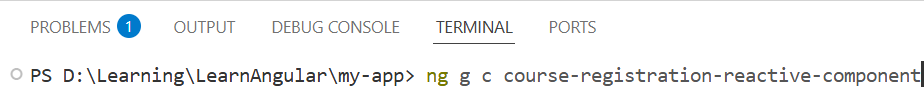 PROBLEMS 1 OUTPUT DEBUG CONSOLE TERMINAL PORTS
PS D:\Learning\LearnAngular\my-app> ng g c course-registration-reactive-component